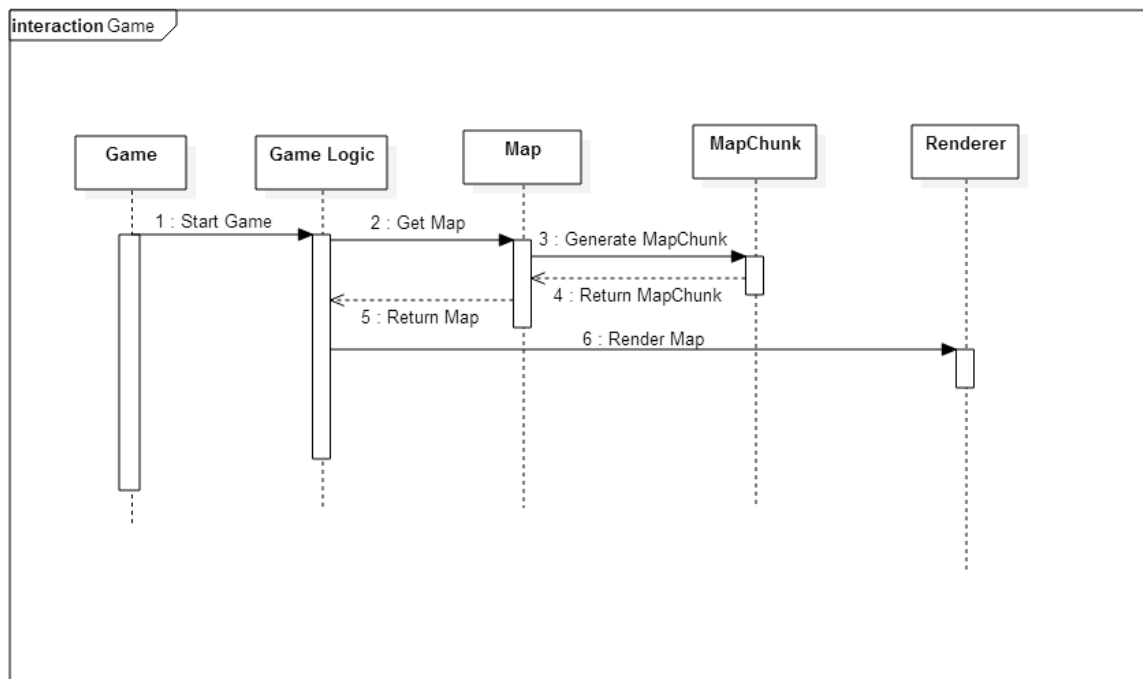 interaction Game
Game
Game Logic
Map
MapChunk
Renderer
1 : Start Game
2 : Get Map
3 : Generate MapChunk
4 : Return MapChunk
5 : Return Map
6 : Render Map